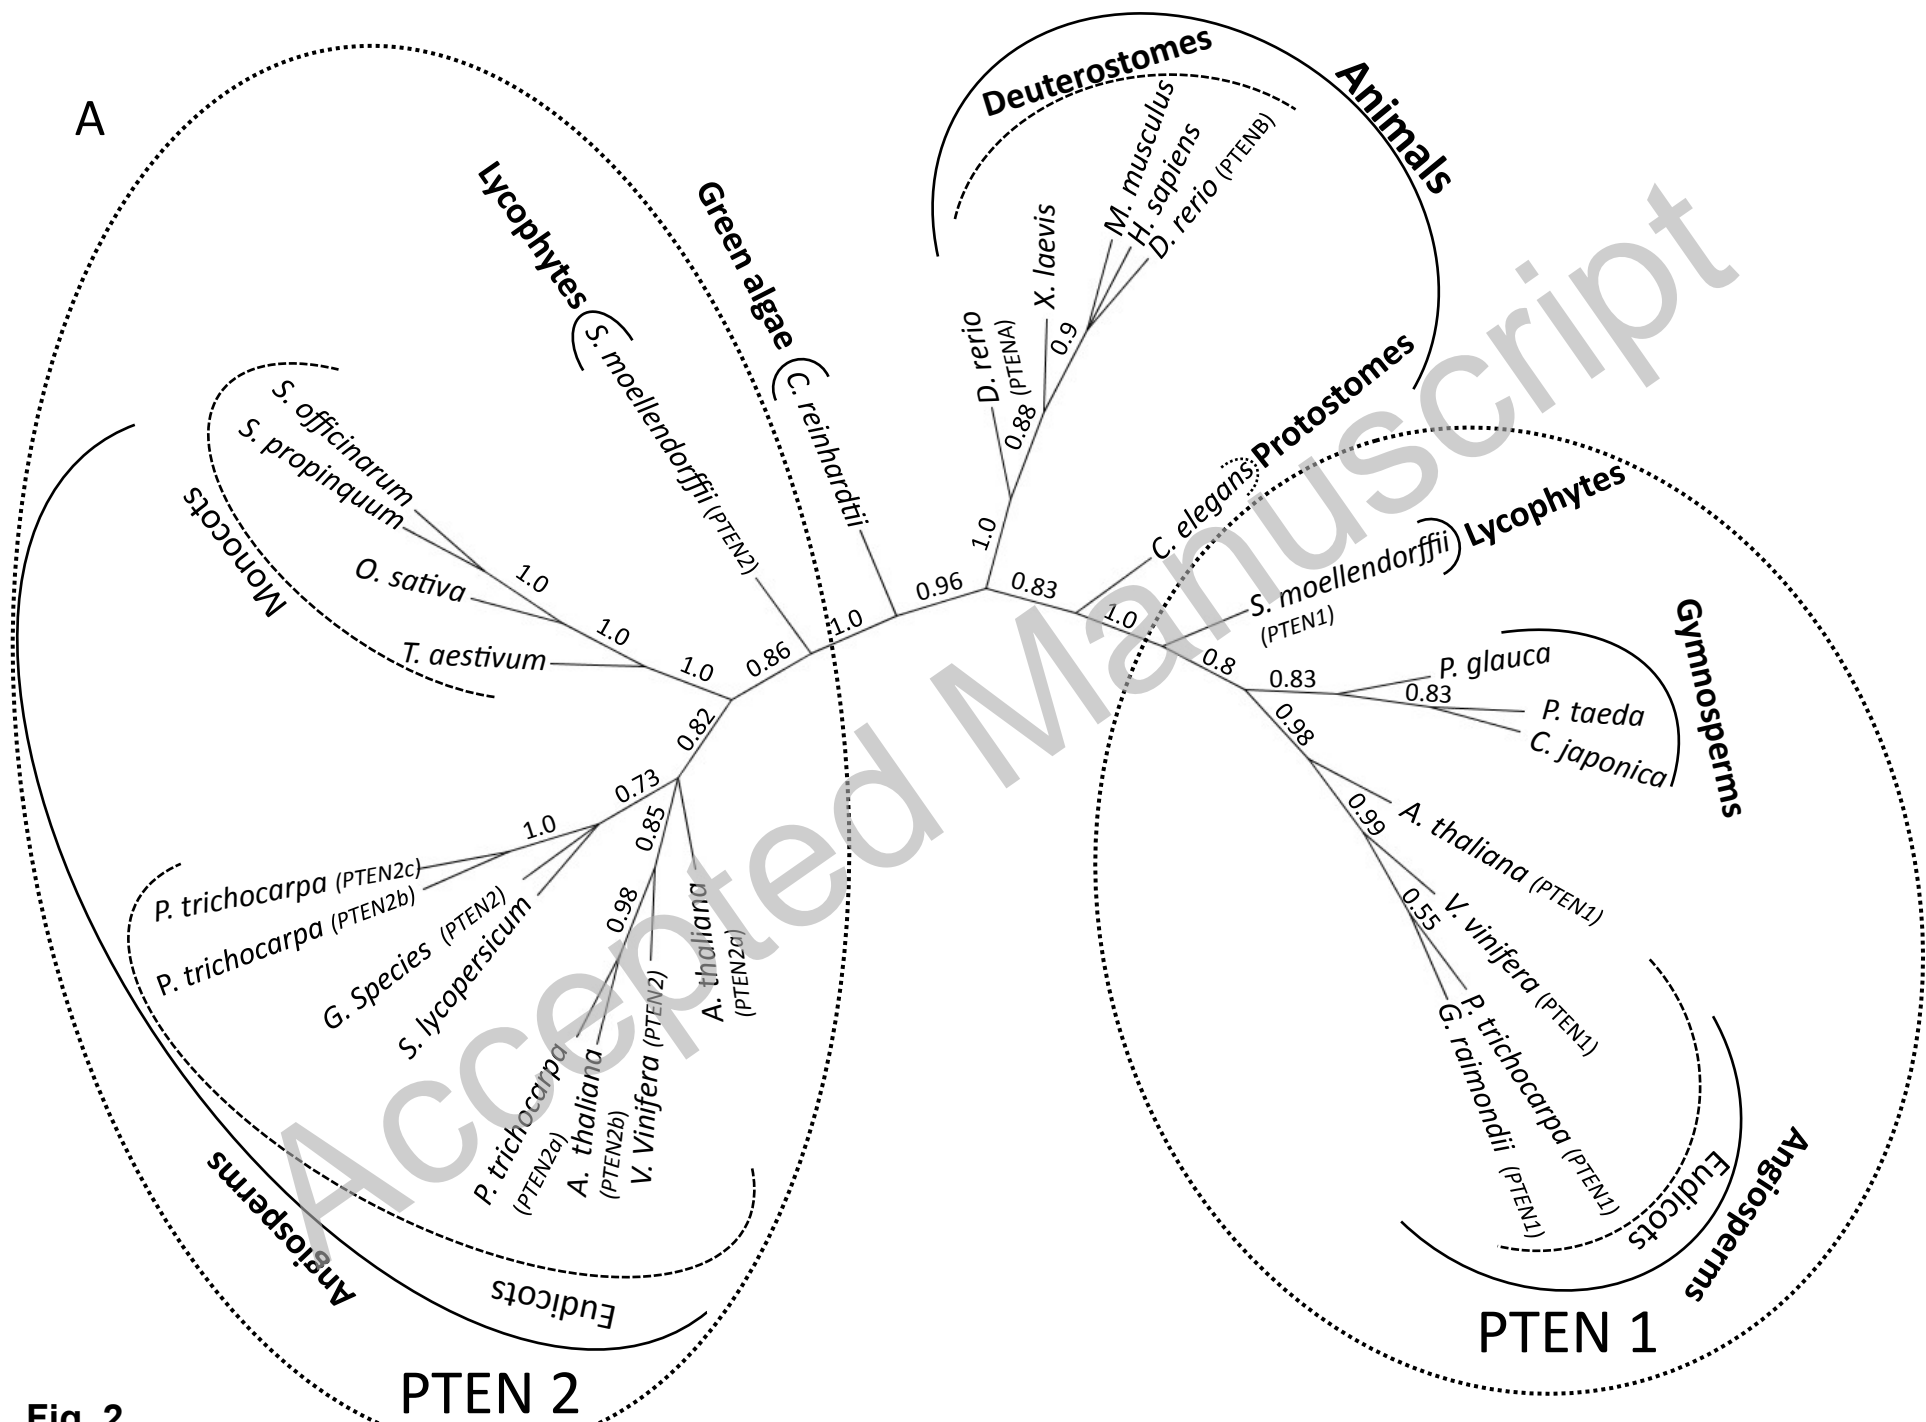 A
Deuterostomes
Animals
M. musculus
H. sapiens
D. rerio (PTENB)
X. laevis
D. rerio
(PTENA)
0.9
0.88
1.0
Lycophytes
S. moellendorffii (PTEN2)
Green algae
C. reinhardtii
Protostomes
C. elegans
Lycophytes
S. moellendorffii
(PTEN1)
Gymnosperms
P. glauca
P. taeda
C. japonica
Monocots
S. officinarum
S. propinquum
O. sativa
T. aestivum
1.0
1.0
1.0
0.86
1.0
0.96
0.83
1.0
0.8
0.83
0.83
0.98
0.99
0.55
0.82
0.73
1.0
0.85
0.98
A. thaliana (PTEN1)
V. vinifera (PTEN1)
P. trichocarpa (PTEN1)
G. raimondii (PTEN1)
P. trichocarpa (PTEN2c)
P. trichocarpa (PTEN2b)
G. Species (PTEN2)
S. lycopersicum
P. trichocarpa
(PTEN2a)
A. thaliana
(PTEN2b)
V. Vinifera (PTEN2)
A. thaliana
(PTEN2a)
Angiosperms
Eudicots
Eudicots
Angiosperms
PTEN 1
PTEN 2
Fig. 2
Accepted Manuscript